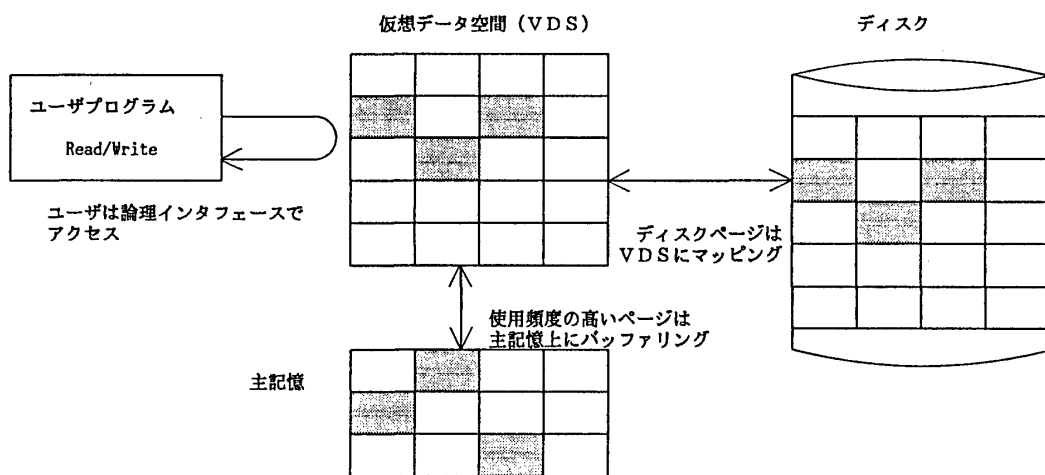 仮想データ空間(VDS)
ディスク
ユーザプログラム
Read/Write
ユーザは論理インタフェースで
アクセス
ディスクページは
VDSにマッピング
使用頻度の高いページは
主記憶上にバッファリング
主記憶